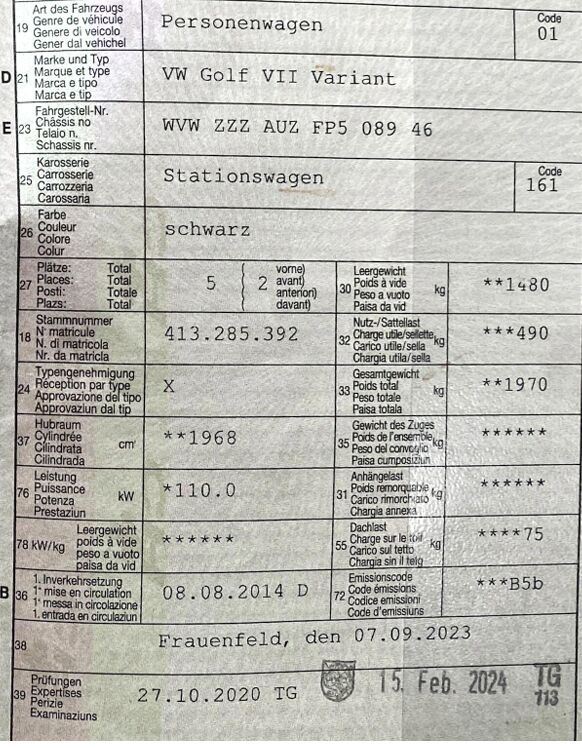 19 Art des Fahrzeugs
Genre de véhicule
Genere di veicolo
Gener dal vehichel
Personenwagen
Code
01
D 21 Marke und Typ
Marque et type
Marca e tipo
Marca e tip
VW Golf VII Variant
E 23 Fahrgestell-Nr.
Châssis no
Telaio n.
Schassis nr.
WVW ZZZ AUZ FP5 089 46
25 Karosserie
Carrosserie
Carrozzeria
Carossaria
Stationswagen
Code
161
26 Farbe
Couleur
Colore
Colur
schwarz
27 Plätze: Total
Places: Total
Posti: Totale
Plazs: Total
5 ( 2 vorne)
avant)
anteriori)
davant)
30 Leergewicht
Poids à vide
Peso a vuoto
Paisa da vid
kg
**1480
18 Stammnummer
N° matricule
N. di matricola
Nr. da matricla
413.285.392
32 Nutz-/Sattellast
Charge utile/sellette
Carico utile/sella
Chargia utila/sella
kg
***490
24 Typengenehmigung
Réception par type
Approvazione del tipo
Approvaziun dal tip
X
33 Gesamtgewicht
Poids total
Peso totale
Paisa totala
kg
**1970
37 Hubraum
Cylindrée
Cilindrata
Cilindrada
cm³
**1968
35 Gewicht des Zuges
Poids de l'ensemble
Peso del convoglio
Paisa cumposiziun
kg
******
76 Leistung
Puissance
Potenza
Prestaziun
kW
*110.0
31 Anhängelast
Poids remorquable
Carico rimorchiato
Chargia annexa
kg
******
78 kW/kg Leergewicht
poids à vide
peso a vuoto
paisa da vid
******
55 Dachlast
Charge sur le toit
Carico sul tetto
Chargia sin il tetg
kg
****75
B 36 1. Inverkehrsetzung
1re mise en circulation
1a messa in circolazione
1. entrada en circulaziun
08.08.2014 D
72 Emissionscode
Code émissions
Codice emissioni
Code d'emissiuns
***B5b
38 Frauenfeld, den 07.09.2023
39 Prüfungen
Expertises
Perizie
Examinaziuns
27.10.2020 TG
15. Feb. 2024
TG
113